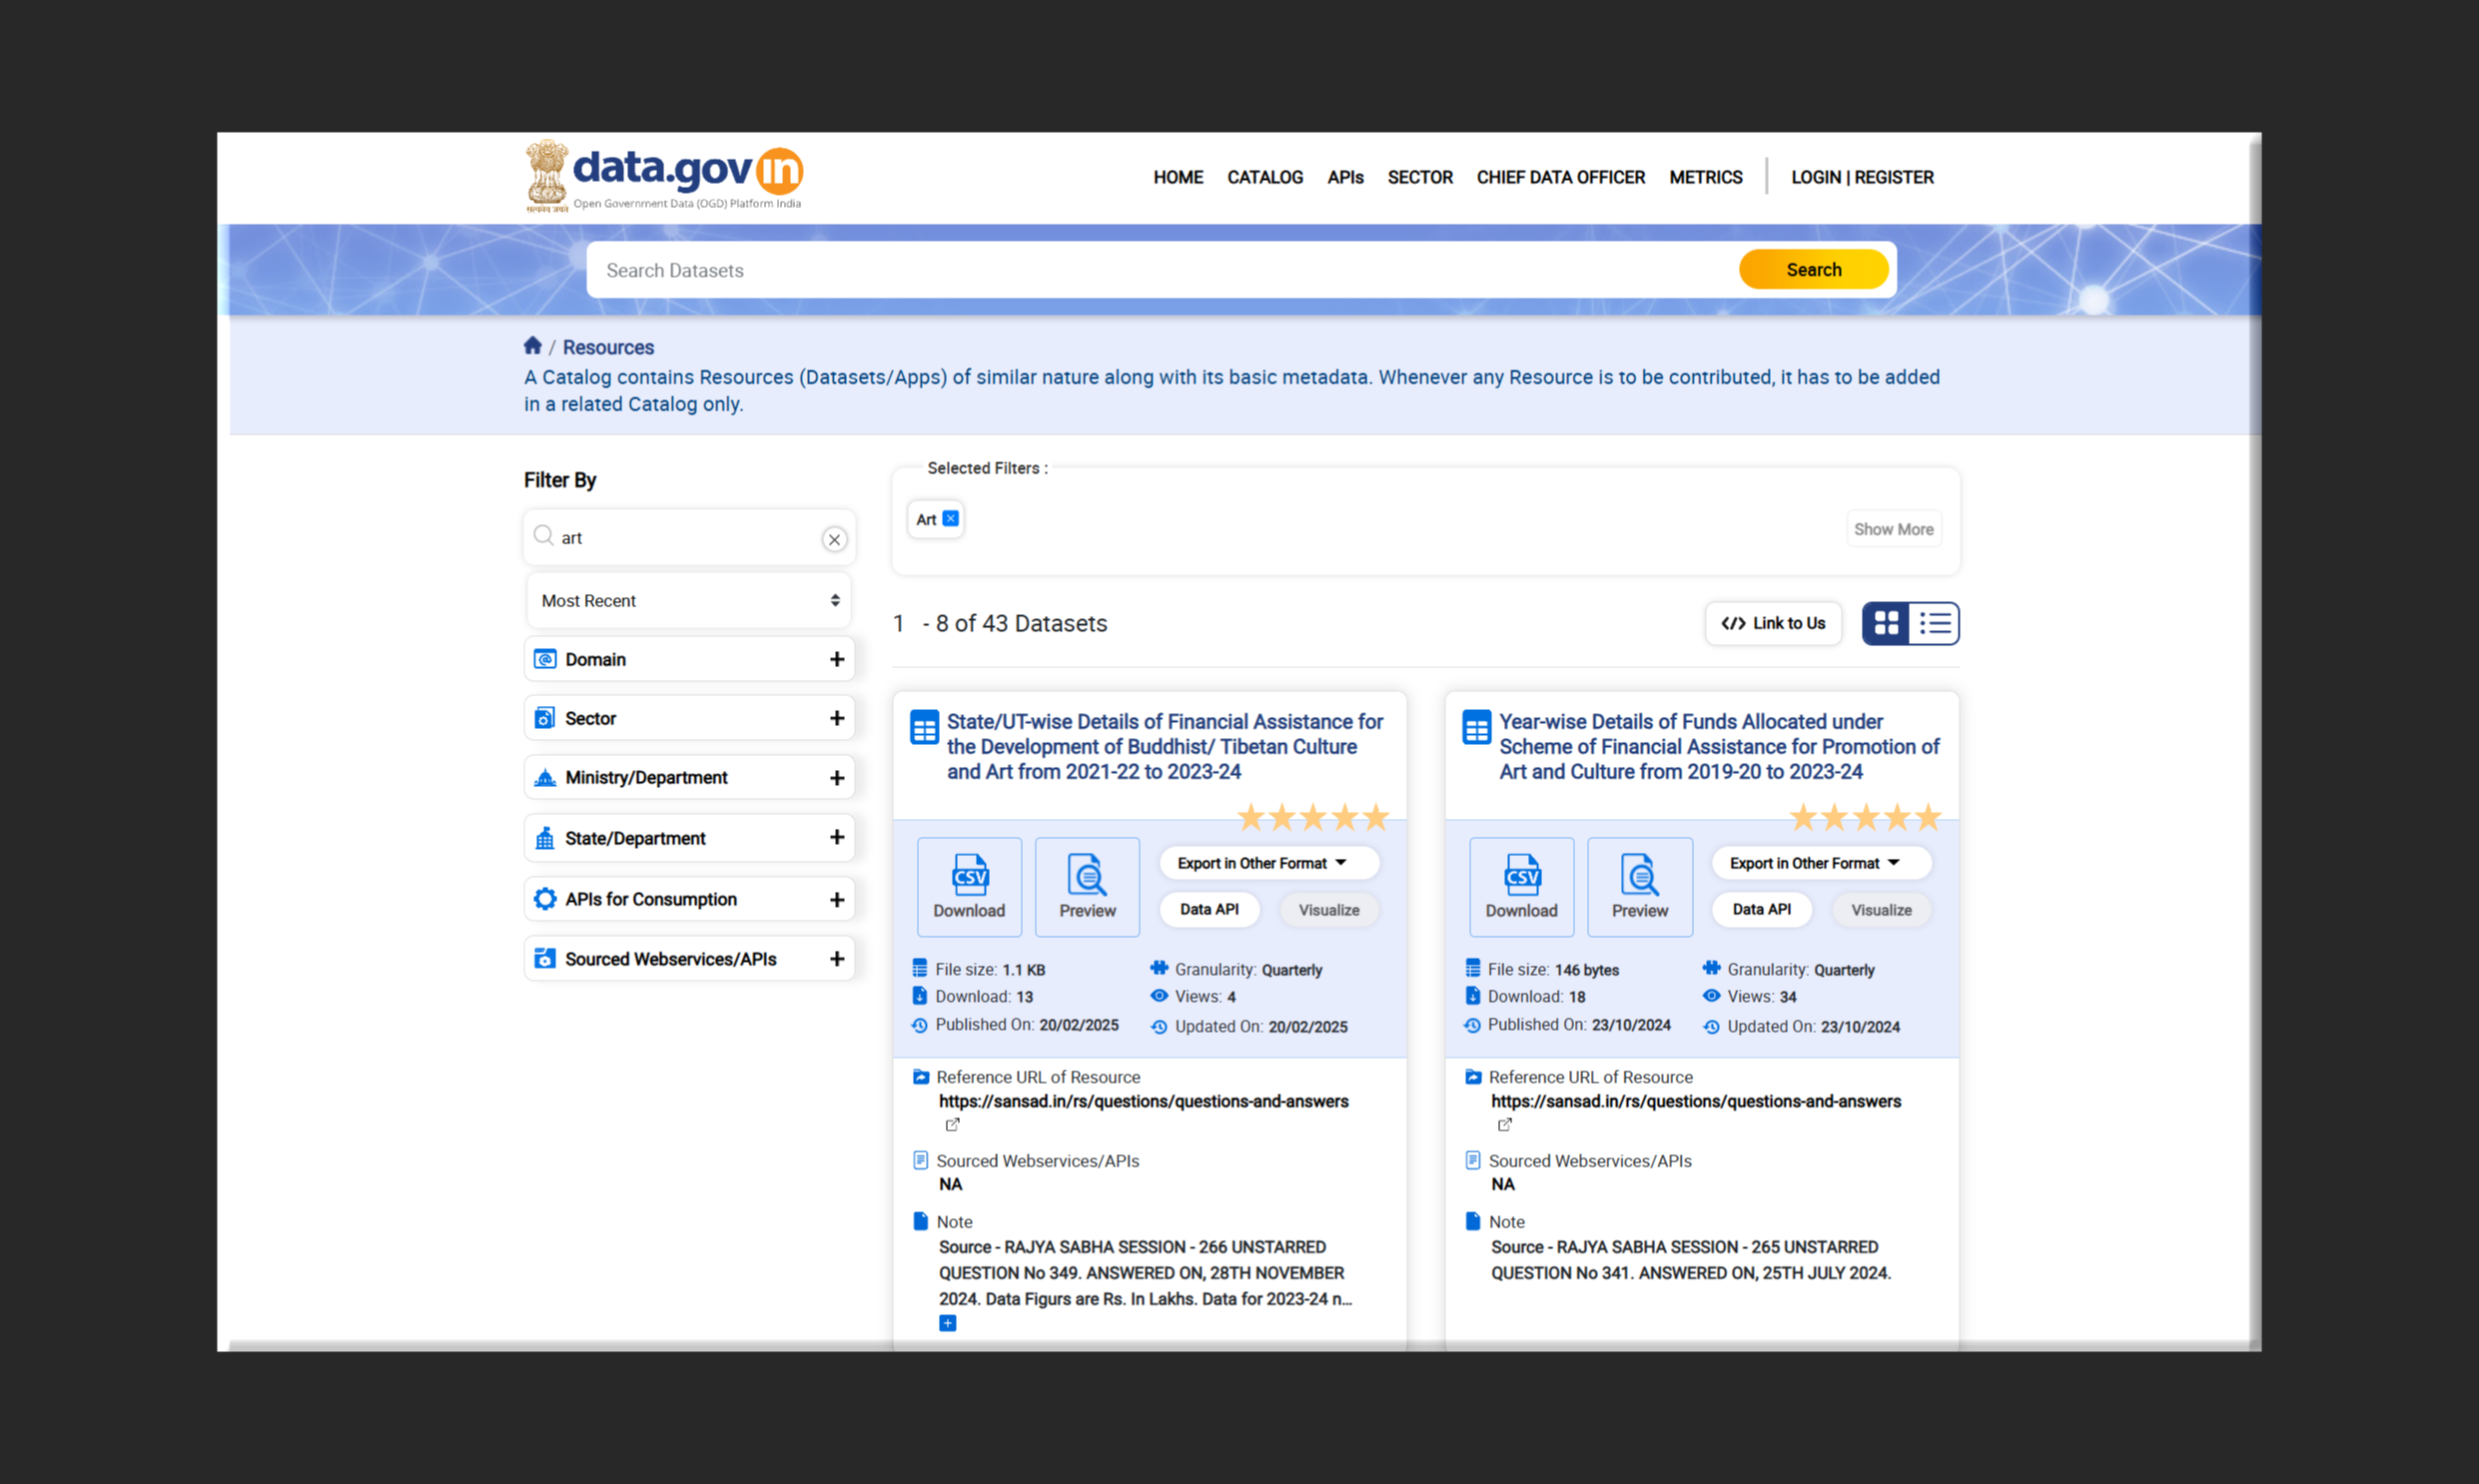 data.gov in
सत्यमेव जयते
Open Government Data (OGD) Platform India
HOME CATALOG APIs SECTOR CHIEF DATA OFFICER METRICS LOGIN | REGISTER
Search Datasets
Search
/ Resources
A Catalog contains Resources (Datasets/Apps) of similar nature along with its basic metadata. Whenever any Resource is to be contributed, it has to be added
in a related Catalog only.
Filter By
art
Most Recent
Domain +
Sector +
Ministry/Department +
State/Department +
APIs for Consumption +
Sourced Webservices/APIs +
Selected Filters :
Art
Show More
1 - 8 of 43 Datasets
</> Link to Us
State/UT-wise Details of Financial Assistance for
the Development of Buddhist/ Tibetan Culture
and Art from 2021-22 to 2023-24
CSV
Download
Preview
Export in Other Format
Data API
Visualize
File size: 1.1 KB
Granularity: Quarterly
Download: 13
Views: 4
Published On: 20/02/2025
Updated On: 20/02/2025
Reference URL of Resource
https://sansad.in/rs/questions/questions-and-answers
Sourced Webservices/APIs
NA
Note
Source - RAJYA SABHA SESSION - 266 UNSTARRED
QUESTION No 349. ANSWERED ON, 28TH NOVEMBER
2024. Data Figurs are Rs. In Lakhs. Data for 2023-24 n...
Year-wise Details of Funds Allocated under
Scheme of Financial Assistance for Promotion of
Art and Culture from 2019-20 to 2023-24
CSV
Download
Preview
Export in Other Format
Data API
Visualize
File size: 146 bytes
Granularity: Quarterly
Download: 18
Views: 34
Published On: 23/10/2024
Updated On: 23/10/2024
Reference URL of Resource
https://sansad.in/rs/questions/questions-and-answers
Sourced Webservices/APIs
NA
Note
Source - RAJYA SABHA SESSION - 265 UNSTARRED
QUESTION No 341. ANSWERED ON, 25TH JULY 2024.